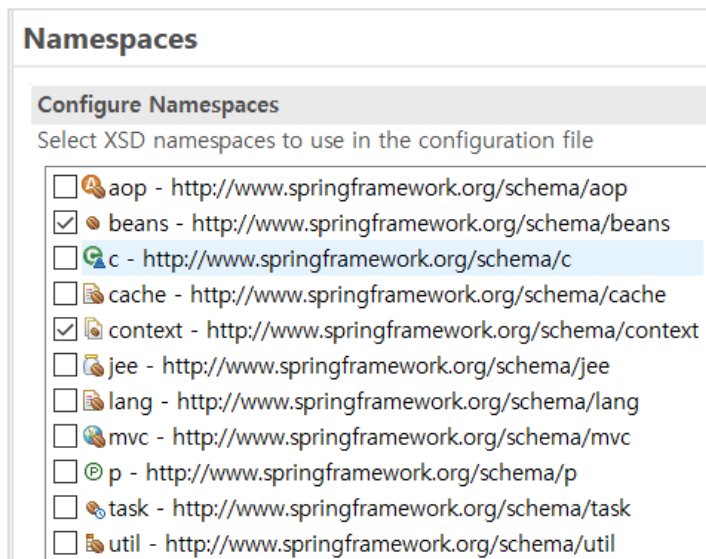 Namespaces
Configure Namespaces
Select XSD namespaces to use in the configuration file
aop - http://www.springframework.org/schema/aop
beans - http://www.springframework.org/schema/beans
c - http://www.springframework.org/schema/c
cache - http://www.springframework.org/schema/cache
context - http://www.springframework.org/schema/context
jee - http://www.springframework.org/schema/jee
lang - http://www.springframework.org/schema/lang
mvc - http://www.springframework.org/schema/mvc
p - http://www.springframework.org/schema/p
task - http://www.springframework.org/schema/task
util - http://www.springframework.org/schema/util